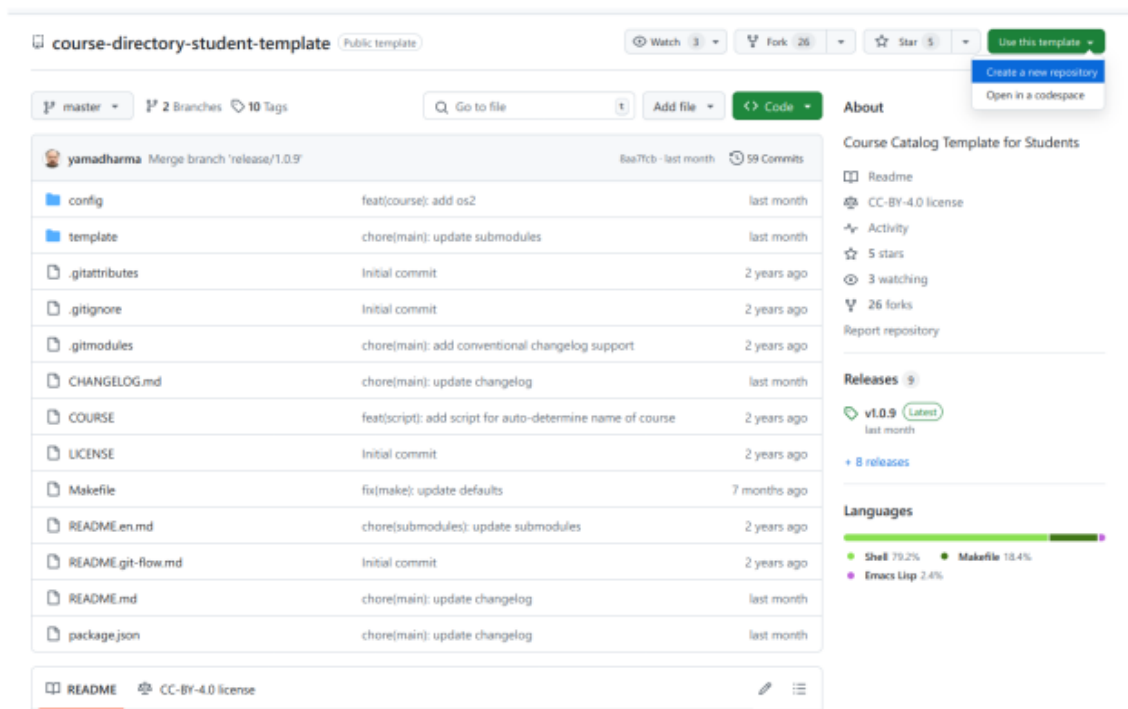 course-directory-student-template Public template Watch 3 Fork 26 Star 5 Use this template
Create a new repository
Open in a codespace
master 2 Branches 10 Tags Go to file t Add file Code
yamadharma Merge branch 'release/1.0.9' 8aa7fcb · last month 59 Commits
config feat(course): add os2 last month
template chore(main): update submodules last month
.gitattributes Initial commit 2 years ago
.gitignore Initial commit 2 years ago
.gitmodules chore(main): add conventional changelog support 2 years ago
CHANGELOG.md chore(main): update changelog last month
COURSE feat(script): add script for auto-determine name of course 2 years ago
LICENSE Initial commit 2 years ago
Makefile fix(make): update defaults 7 months ago
README.en.md chore(submodules): update submodules 2 years ago
README.git-flow.md Initial commit 2 years ago
README.md chore(main): update changelog last month
package.json chore(main): update changelog last month
README CC-BY-4.0 license
About
Course Catalog Template for Students
Readme
CC-BY-4.0 license
Activity
5 stars
3 watching
26 forks
Report repository
Releases 9
v1.0.9 Latest
last month
+ 8 releases
Languages
Shell 79.2% Makefile 18.4%
Emacs Lisp 2.4%